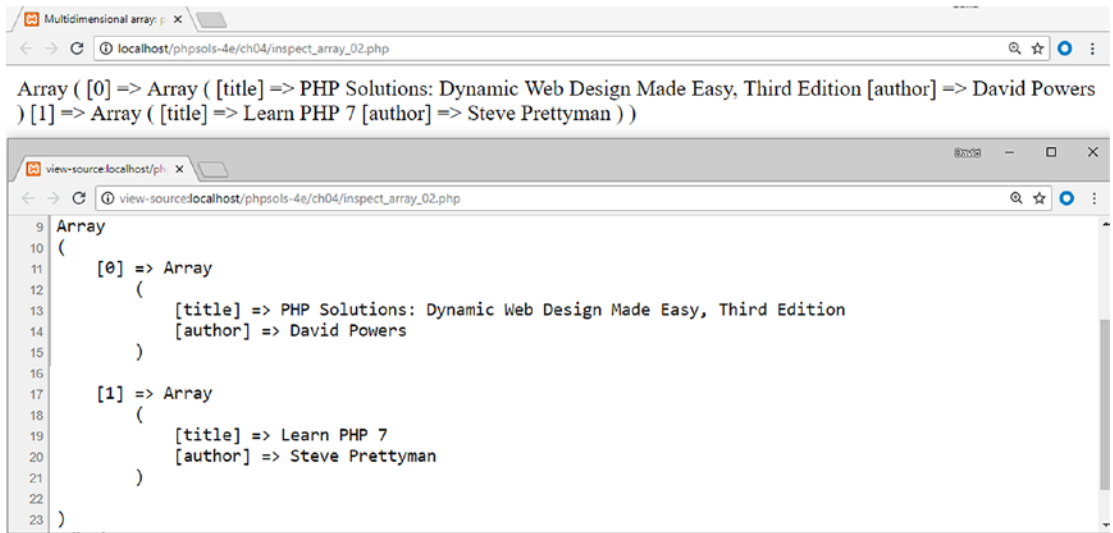 Multidimensional array: p
localhost/phpsols-4e/ch04/inspect_array_02.php
Array ( [0] => Array ( [title] => PHP Solutions: Dynamic Web Design Made Easy, Third Edition [author] => David Powers
) [1] => Array ( [title] => Learn PHP 7 [author] => Steve Prettyman ) )
David
view-source:localhost/ph
view-source:localhost/phpsols-4e/ch04/inspect_array_02.php
9 Array
10 (
11 [0] => Array
12 (
13 [title] => PHP Solutions: Dynamic Web Design Made Easy, Third Edition
14 [author] => David Powers
15 )
16
17 [1] => Array
18 (
19 [title] => Learn PHP 7
20 [author] => Steve Prettyman
21 )
22
23 )